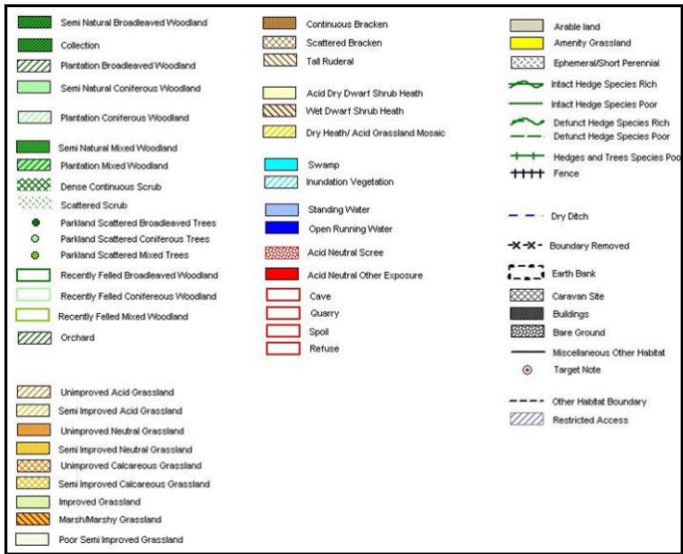 Semi Natural Broadleaved Woodland
Collection
Plantation Broadleaved Woodland
Semi Natural Coniferous Woodland
Plantation Coniferous Woodland
Semi Natural Mixed Woodland
Plantation Mixed Woodland
Dense Continuous Scrub
Scattered Scrub
Parkland Scattered Broadleaved Trees
Parkland Scattered Coniferous Trees
Parkland Scattered Mixed Trees
Recently Felled Broadleaved Woodland
Recently Felled Conifereous Woodland
Recently Felled Mixed Woodland
Orchard
Unimproved Acid Grassland
Semi Improved Acid Grassland
Unimproved Neutral Grassland
Semi Improved Neutral Grassland
Unimproved Calcareous Grassland
Semi Improved Calcareous Grassland
Improved Grassland
Marsh/Marshy Grassland
Poor Semi Improved Grassland
Continuous Bracken
Scattered Bracken
Tall Ruderal
Acid Dry Dwarf Shrub Heath
Wet Dwarf Shrub Heath
Dry Heath/ Acid Grassland Mosaic
Swamp
Inundation Vegetation
Standing Water
Open Running Water
Acid Neutral Scree
Acid Neutral Other Exposure
Cave
Quarry
Spoil
Refuse
Arable land
Amenity Grassland
Ephemeral/Short Perennial
Intact Hedge Species Rich
Intact Hedge Species Poor
Defunct Hedge Species Rich
Defunct Hedge Species Poor
Hedges and Trees Species Poo
Fence
Dry Ditch
Boundary Removed
Earth Bank
Caravan Site
Buildings
Bare Ground
Miscellaneous Other Habitat
Target Note
Other Habitat Boundary
Restricted Access